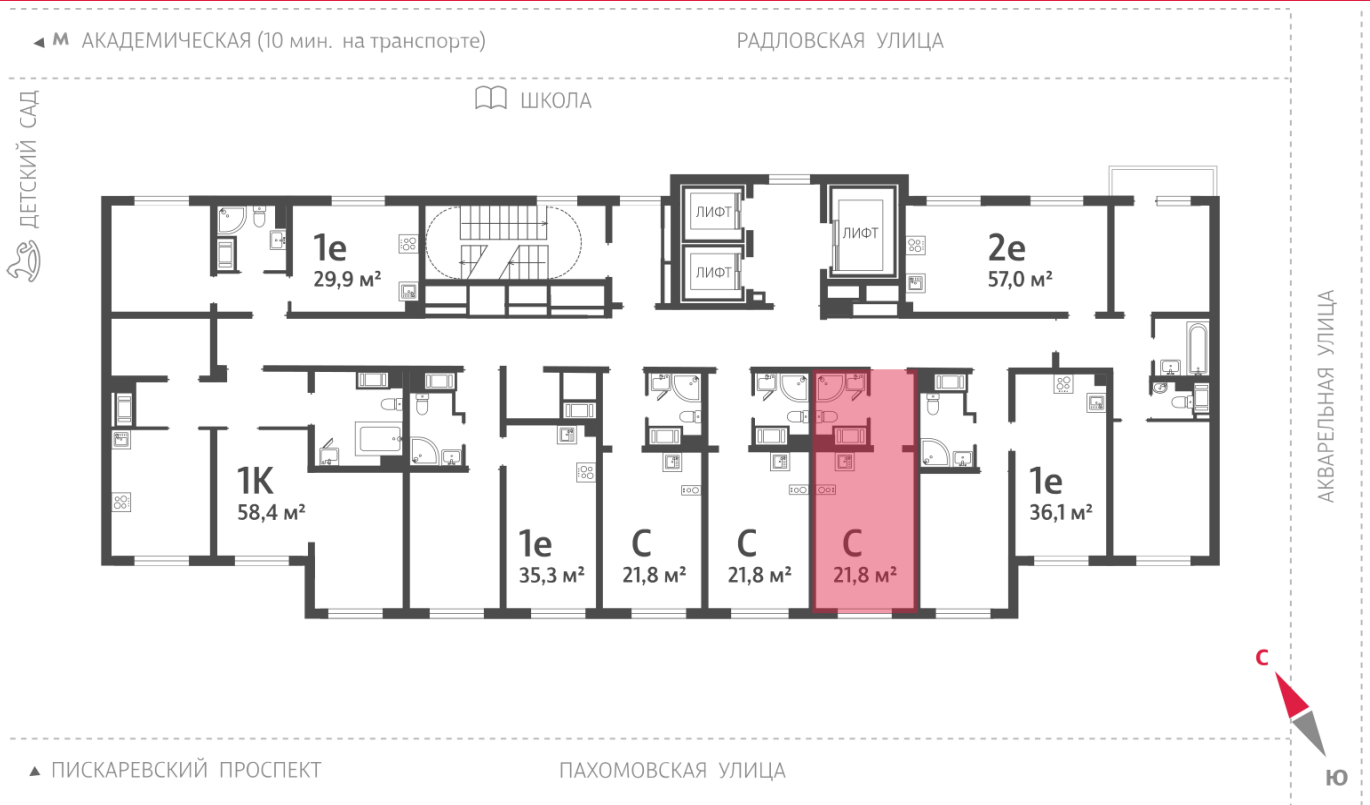 М АКАДЕМИЧЕСКАЯ (10 мин. на транспорте)
РАДЛОВСКАЯ УЛИЦА
ШКОЛА
ДЕТСКИЙ САД
ЛИФТ
ЛИФТ
ЛИФТ
1е
29,9 м²
2е
57,0 м²
АКВАРЕЛЬНАЯ УЛИЦА
1К
58,4 м²
1е
35,3 м²
С
21,8 м²
С
21,8 м²
С
21,8 м²
1е
36,1 м²
С
Ю
ПИСКАРЕВСКИЙ ПРОСПЕКТ
ПАХОМОВСКАЯ УЛИЦА